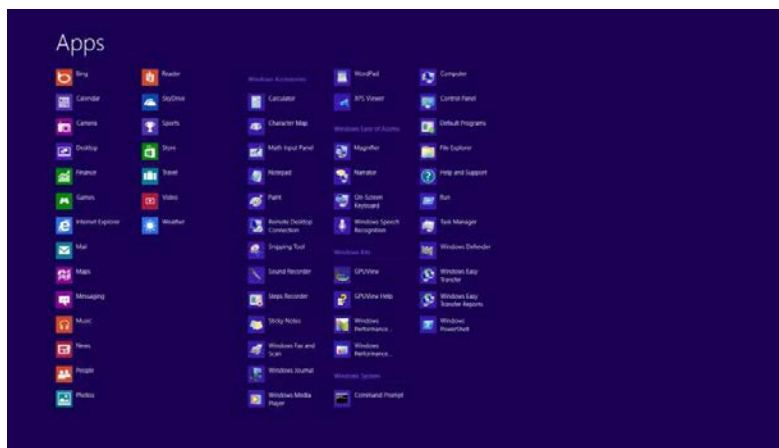 Apps
Bing
Calendar
Camera
Desktop
Finance
Games
Internet Explorer
Mail
Maps
Messaging
Music
News
People
Photos
Reader
SkyDrive
Sports
Store
Travel
Video
Weather
Windows Accessories
Calculator
Character Map
Math Input Panel
Notepad
Paint
Remote Desktop
Connection
Snipping Tool
Sound Recorder
Steps Recorder
Sticky Notes
Windows Fax and
Scan
Windows Journal
Windows Media
Player
WordPad
XPS Viewer
Windows Ease of Access
Magnifier
Narrator
On-Screen
Keyboard
Windows Speech
Recognition
Windows Kits
GPUView
GPUView Help
Windows
Performance...
Windows
Performance...
Windows System
Command Prompt
Computer
Control Panel
Default Programs
File Explorer
Help and Support
Run
Task Manager
Windows Defender
Windows Easy
Transfer
Windows Easy
Transfer Reports
Windows
PowerShell